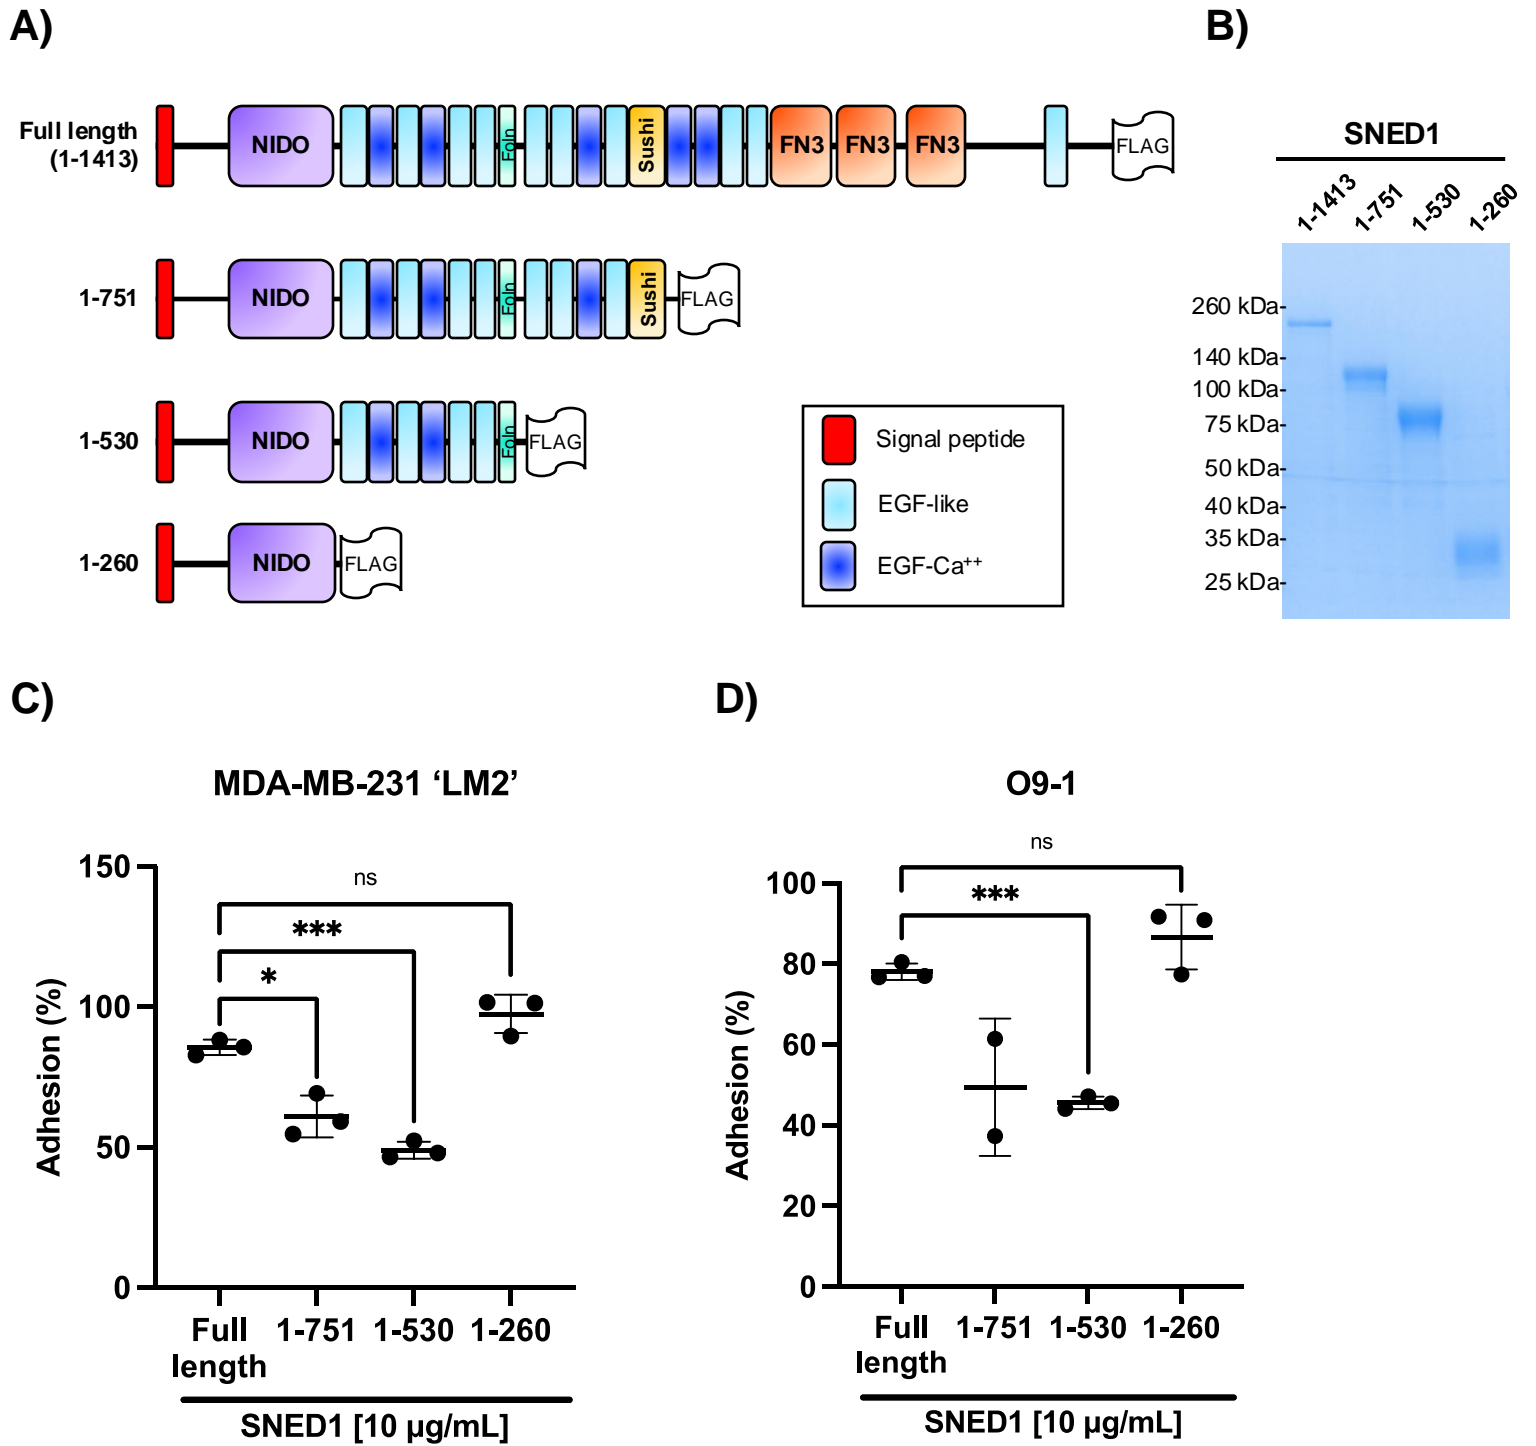 A)
Full length
(1-1413)
NIDO
Foln
Sushi
FN3
FN3
FN3
FLAG
1-751
NIDO
Foln
Sushi
FLAG
1-530
NIDO
Foln
FLAG
1-260
NIDO
FLAG
Signal peptide
EGF-like
EGF-Ca++
B)
SNED1
1-1413
1-751
1-530
1-260
260 kDa-
140 kDa-
100 kDa-
75 kDa-
50 kDa-
40 kDa-
35 kDa-
25 kDa-
C)
MDA-MB-231 ‘LM2’
Adhesion (%)
150
100
50
0
ns
***
*
Full length
1-751
1-530
1-260
SNED1 [10 µg/mL]
D)
O9-1
Adhesion (%)
100
80
60
40
20
0
ns
***
Full length
1-751
1-530
1-260
SNED1 [10 µg/mL]